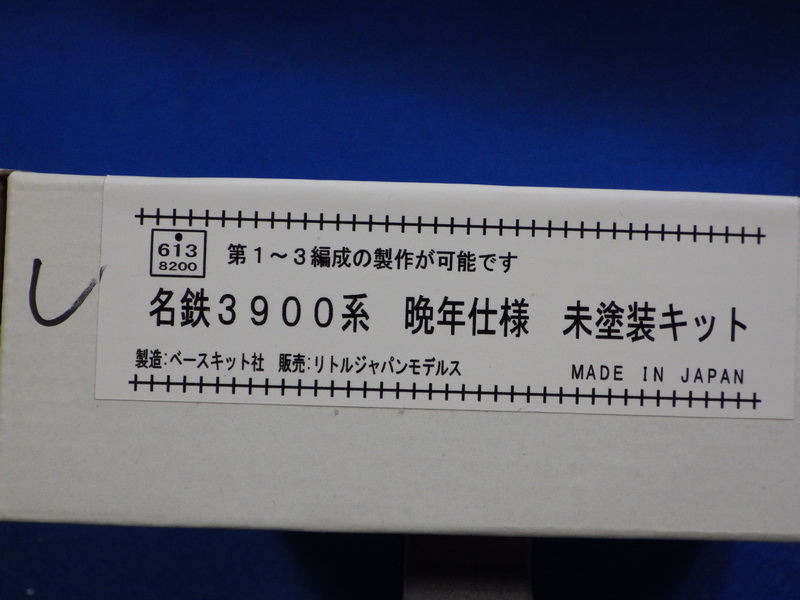 613
8200
第1～3編成の製作が可能です
名鉄3900系 晩年仕様 未塗装キット
製造:ベースキット社 販売:リトルジャパンモデルス
MADE IN JAPAN